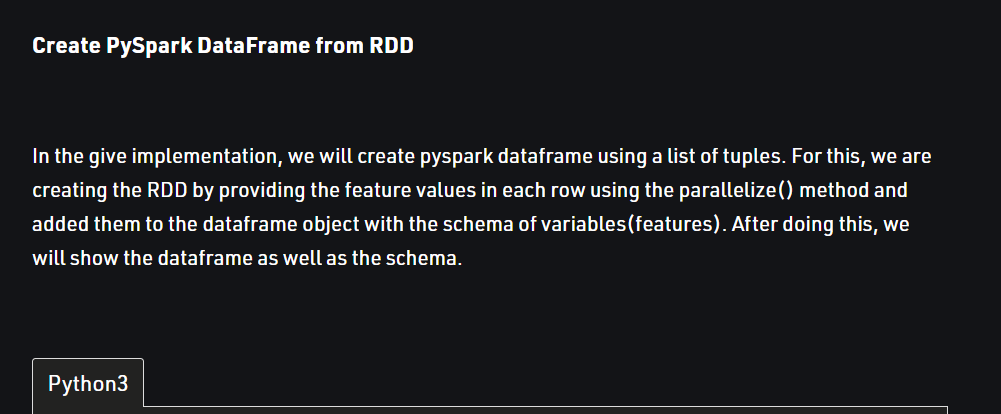 Create PySpark DataFrame from RDD
In the give implementation, we will create pyspark dataframe using a list of tuples. For this, we are
creating the RDD by providing the feature values in each row using the parallelize() method and
added them to the dataframe object with the schema of variables(features). After doing this, we
will show the dataframe as well as the schema.
Python3